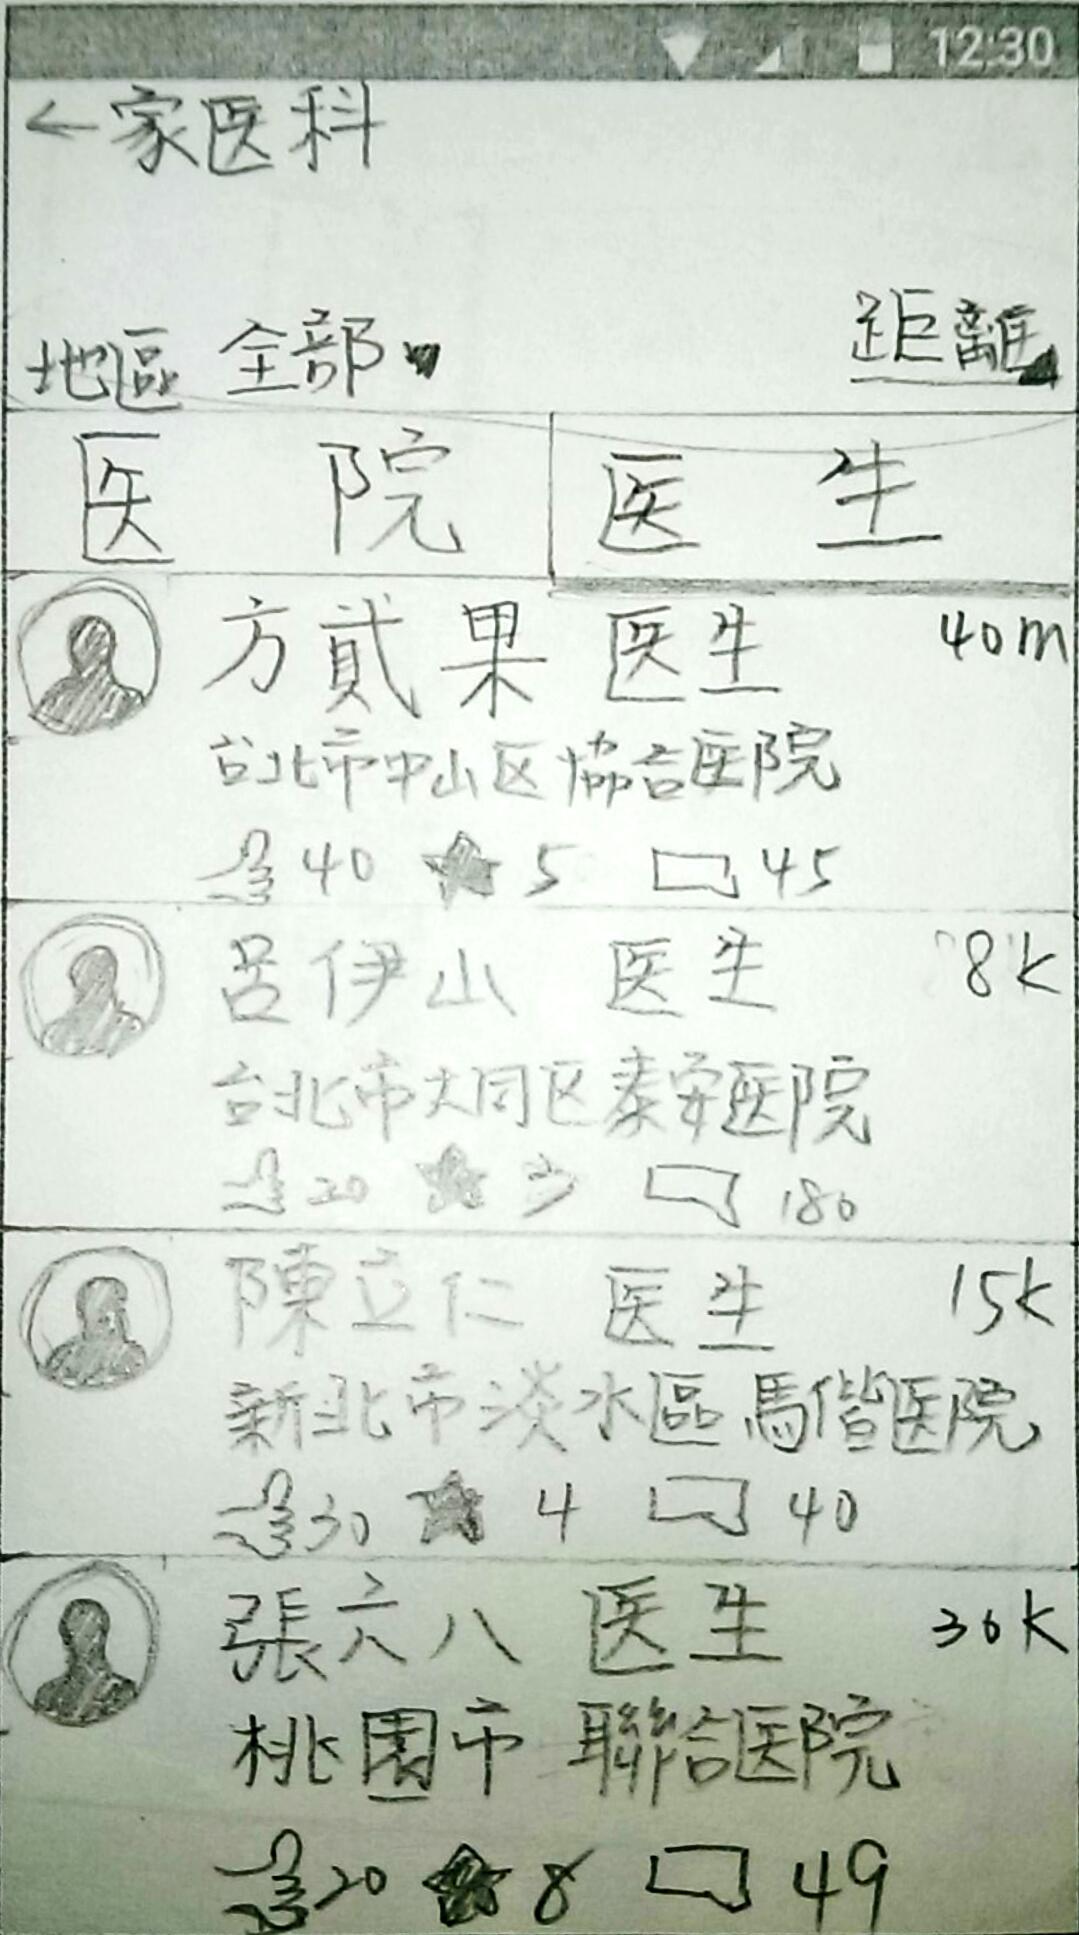 12:30
←家医科
地區 全部 距離
医院 医生
方貳果 医生 40m
台北市中山区協合医院
40 5 45
呂伊山 医生 8k
台北市大同区泰安医院
20 3 180
陳立仁 医生 15k
新北市淡水區馬偕医院
30 4 40
張六八 医生 30k
桃園市 聯合医院
20 8 49